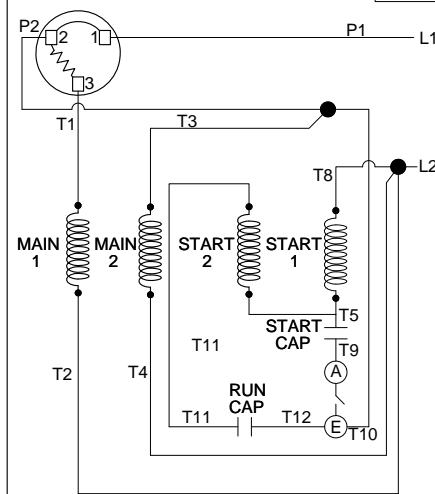 P2
2
1
P1
L1
3
T1
T3
L2
T8
MAIN
1
MAIN
2
START
2
START
1
T5
START
CAP
T11
T9
T2
T4
A
RUN
CAP
T11
T12
E
T10